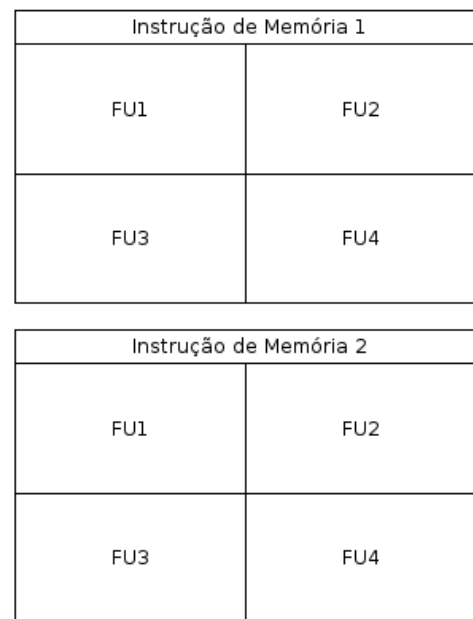 Instrução de Memória 1
FU1 FU2
FU3 FU4
Instrução de Memória 2
FU1 FU2
FU3 FU4